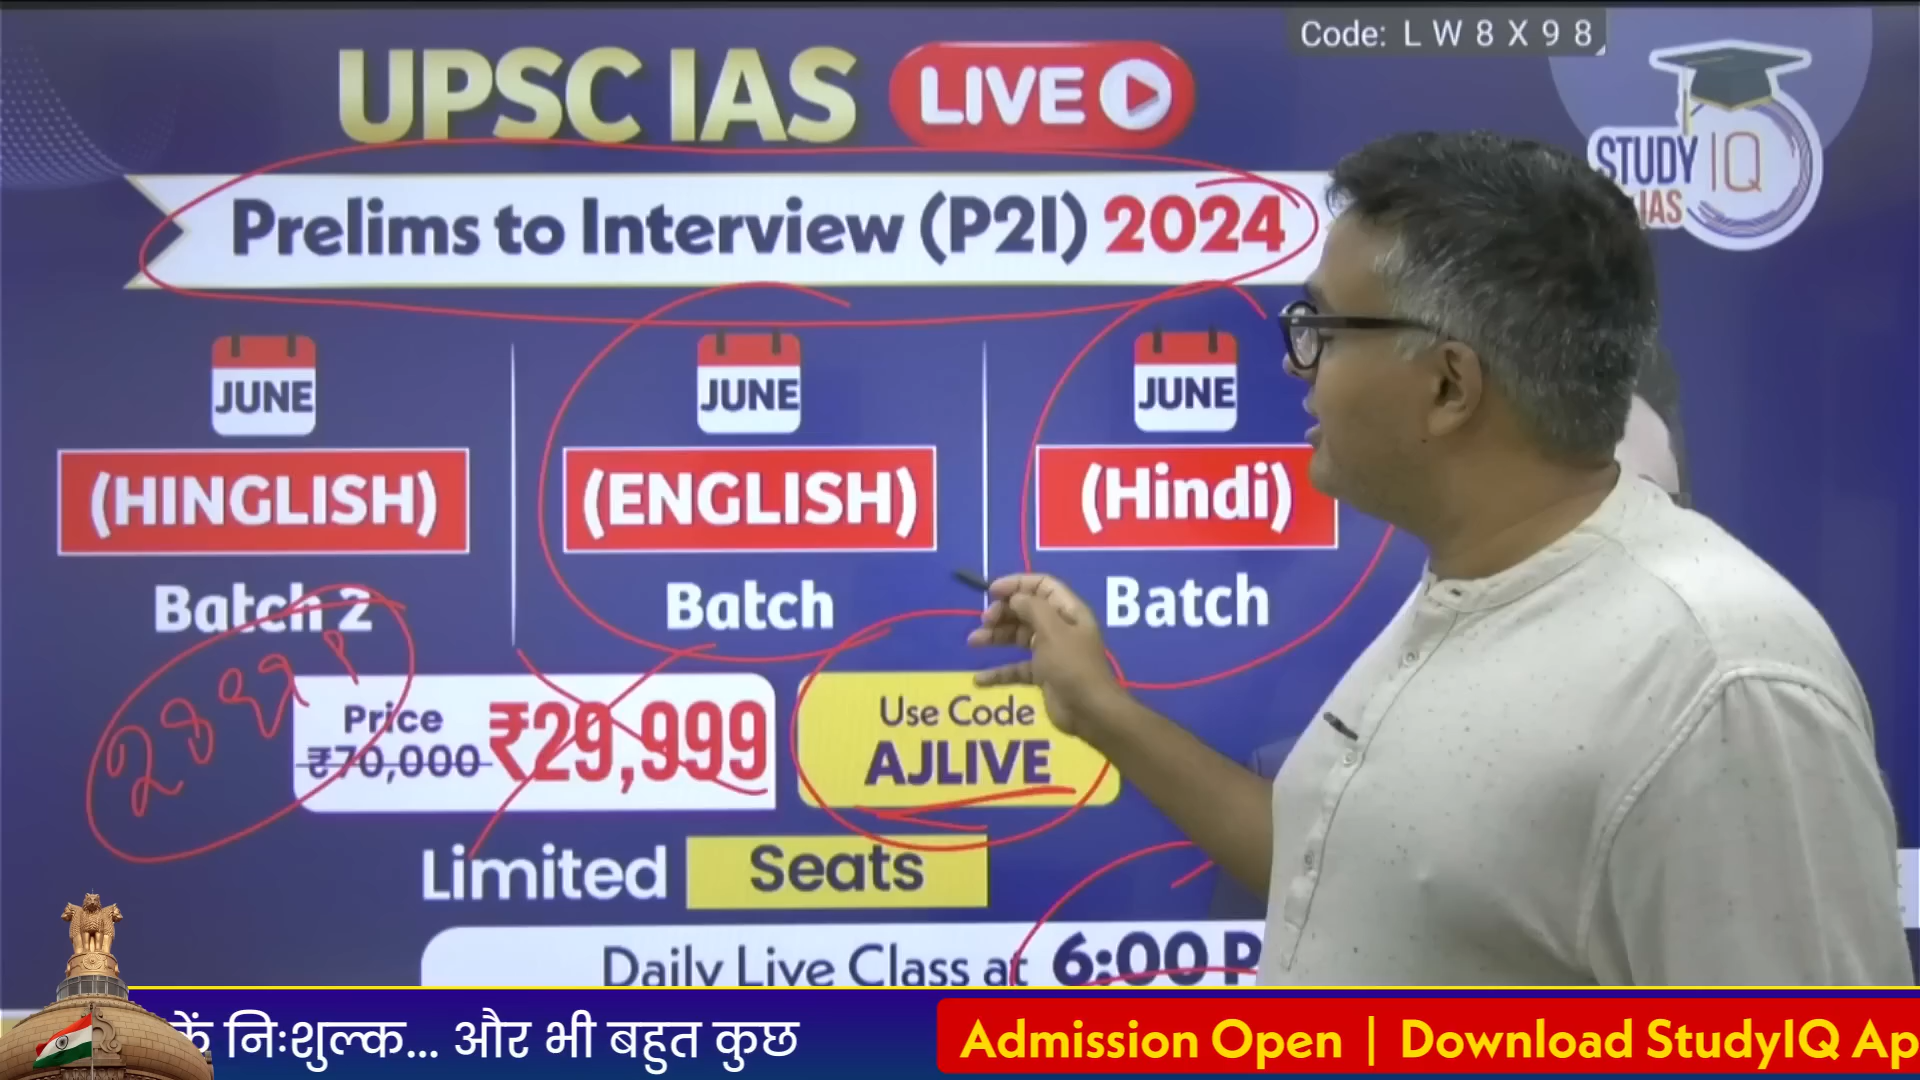 Code: L W 8 X 9 8
UPSC IAS LIVE
STUDY IQ
IAS
Prelims to Interview (P2I) 2024
JUNE JUNE JUNE
(HINGLISH) (ENGLISH) (Hindi)
Batch 2 Batch Batch
Price
₹70,000 ₹29,999
Use Code
AJLIVE
Limited Seats
Daily Live Class at 6:00 P
निःशुल्क... और भी बहुत कुछ
Admission Open | Download StudyIQ Ap